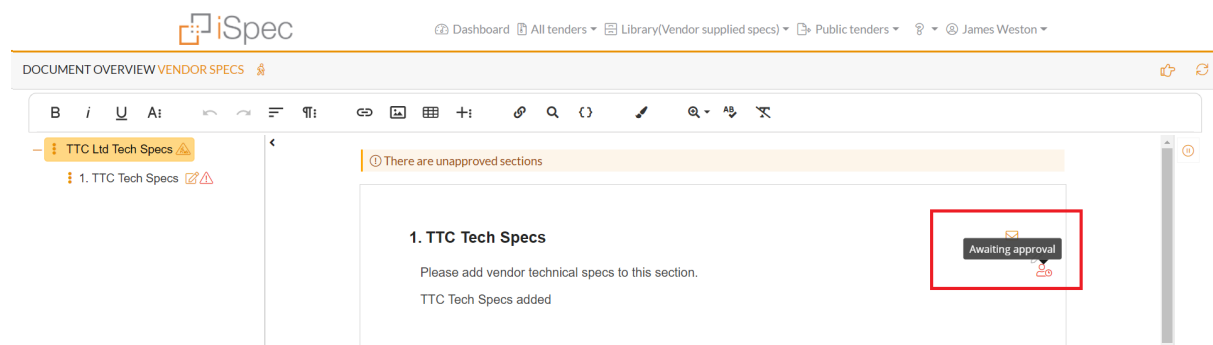 iSpec
Dashboard All tenders Library(Vendor supplied specs) Public tenders ? James Weston
DOCUMENT OVERVIEW VENDOR SPECS
B i U A
TTC Ltd Tech Specs
1. TTC Tech Specs
There are unapproved sections
1. TTC Tech Specs
Awaiting approval
Please add vendor technical specs to this section.
TTC Tech Specs added